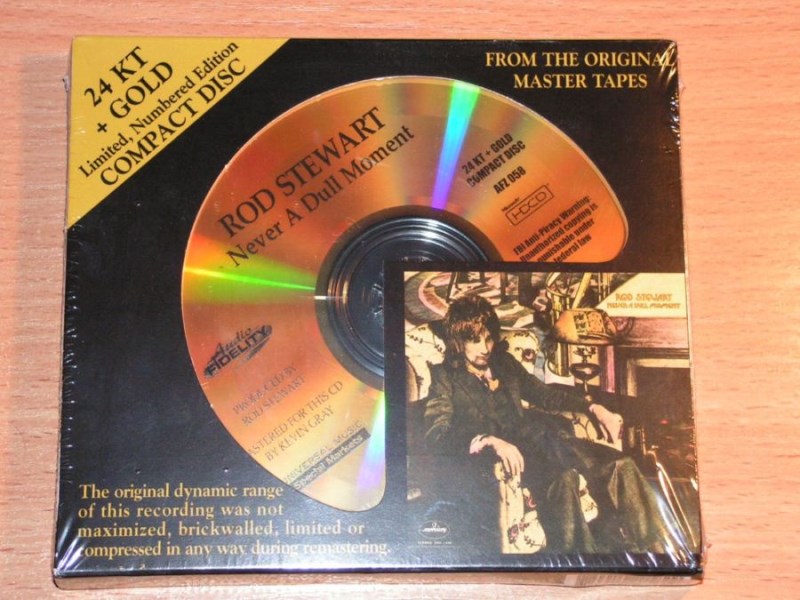 24 KT
+ GOLD
Limited, Numbered Edition
COMPACT DISC
FROM THE ORIGINAL
MASTER TAPES
ROD STEWART
Never A Dull Moment
24 KT + GOLD
COMPACT DISC
AFZ 058
Microsoft
HDCD
FBI Anti-Piracy Warning:
Unauthorized copying is
punishable under
federal law
Audio
FIDELITY
PRODUCED BY
ROD STEWART
MASTERED FOR THIS CD
BY KEVIN GRAY
UNIVERSAL MUSIC
Special Markets
ROD STEWART
NEVER A DULL MOMENT
The original dynamic range
of this recording was not
maximized, brickwalled, limited or
compressed in any way during remastering.